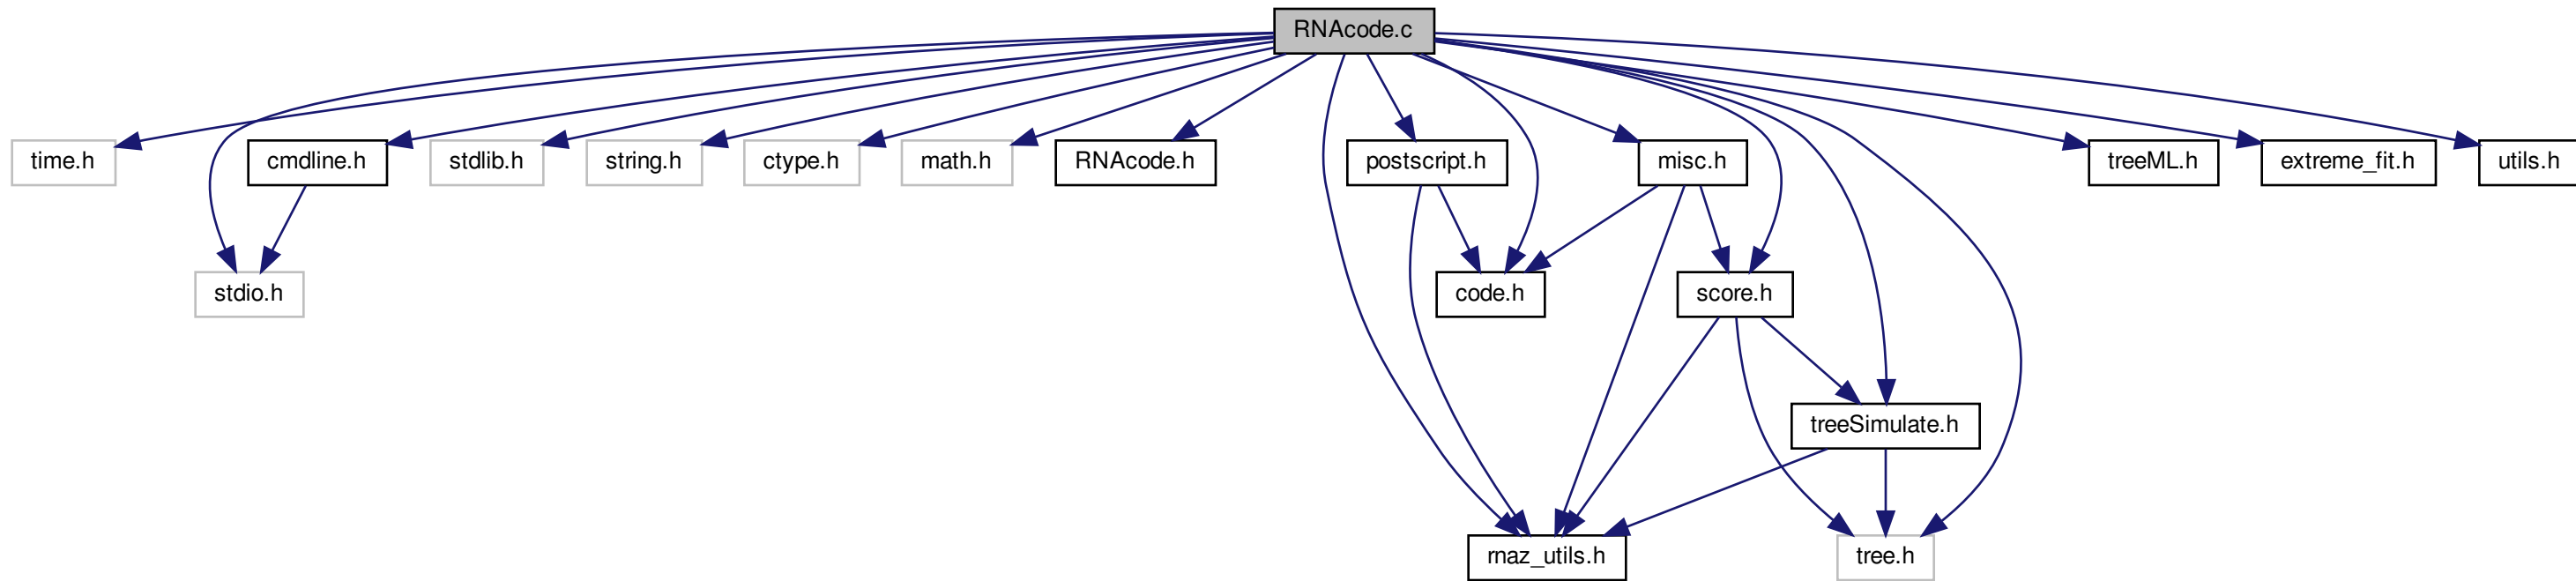 RNAcode.c
time.h
cmdline.h
stdlib.h
string.h
ctype.h
math.h
RNAcode.h
postscript.h
misc.h
treeML.h
extreme_fit.h
utils.h
stdio.h
code.h
score.h
treeSimulate.h
rnaz_utils.h
tree.h